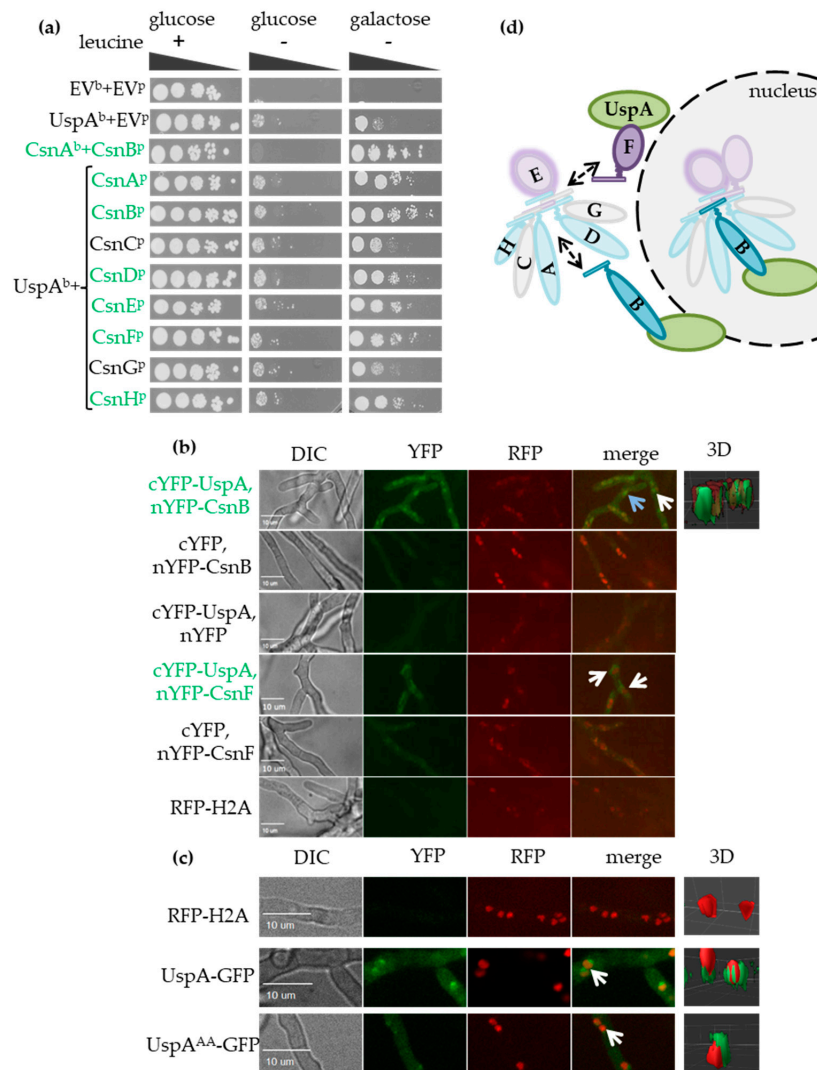 (a)
glucose glucose galactose
leucine + - -
EVᵇ+EVᵖ
UspAᵇ+EVᵖ
CsnAᵇ+CsnBᵖ
CsnAᵖ
CsnBᵖ
CsnCᵖ
UspAᵇ+
CsnDᵖ
CsnEᵖ
CsnFᵖ
CsnGᵖ
CsnHᵖ
(d)
nucleus
UspA
F
E
G
D
H
C
A
B
B
(b)
DIC YFP RFP merge 3D
cYFP-UspA,
nYFP-CsnB
10 um
cYFP,
nYFP-CsnB
10 um
cYFP-UspA,
nYFP
10 um
cYFP-UspA,
nYFP-CsnF
10 um
cYFP,
nYFP-CsnF
10 um
RFP-H2A
10 um
(c)
DIC YFP RFP merge 3D
RFP-H2A
10 um
UspA-GFP
10 um
UspAᴬᴬ-GFP
10 um